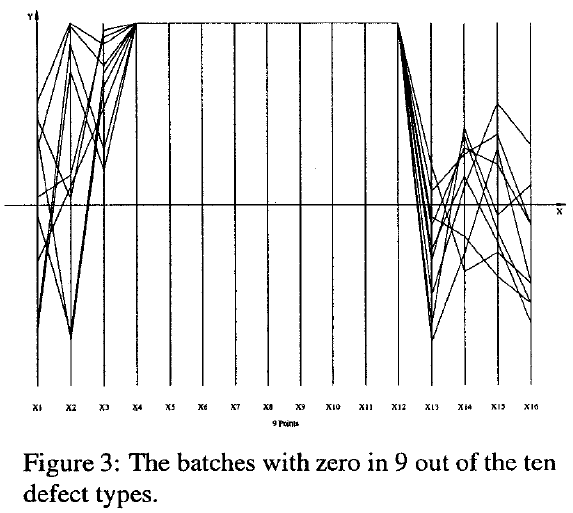 Y
X
X1 X2 X3 X4 X5 X6 X7 X8 X9 X10 X11 X12 X13 X14 X15 X16
9 Points
Figure 3: The batches with zero in 9 out of the ten
defect types.